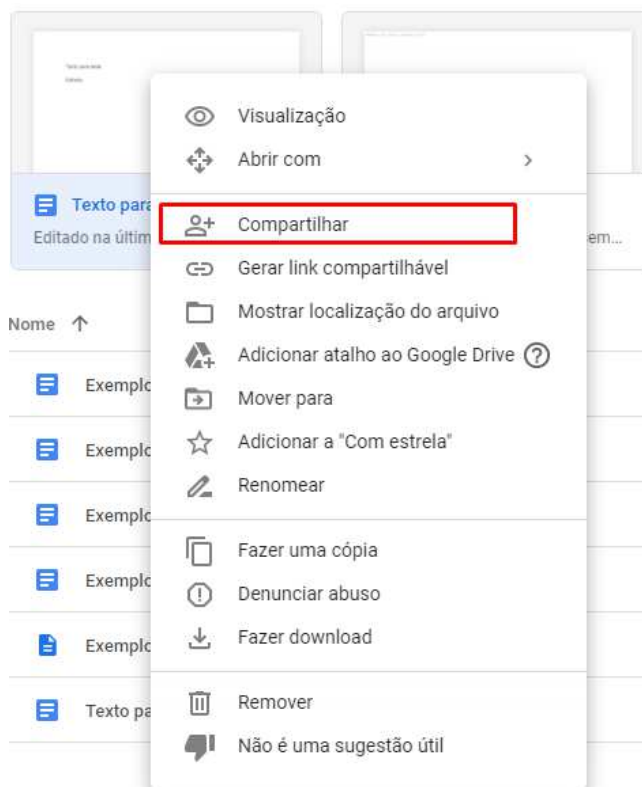 Visualização
Abrir com
Texto para
Compartilhar
Editado na últim
em...
Gerar link compartilhável
Mostrar localização do arquivo
Nome
Adicionar atalho ao Google Drive
Exemplo
Mover para
Adicionar a "Com estrela"
Exemplo
Renomear
Exemplo
Fazer uma cópia
Exemplo
Denunciar abuso
Exemplo
Fazer download
Remover
Texto pa
Não é uma sugestão útil